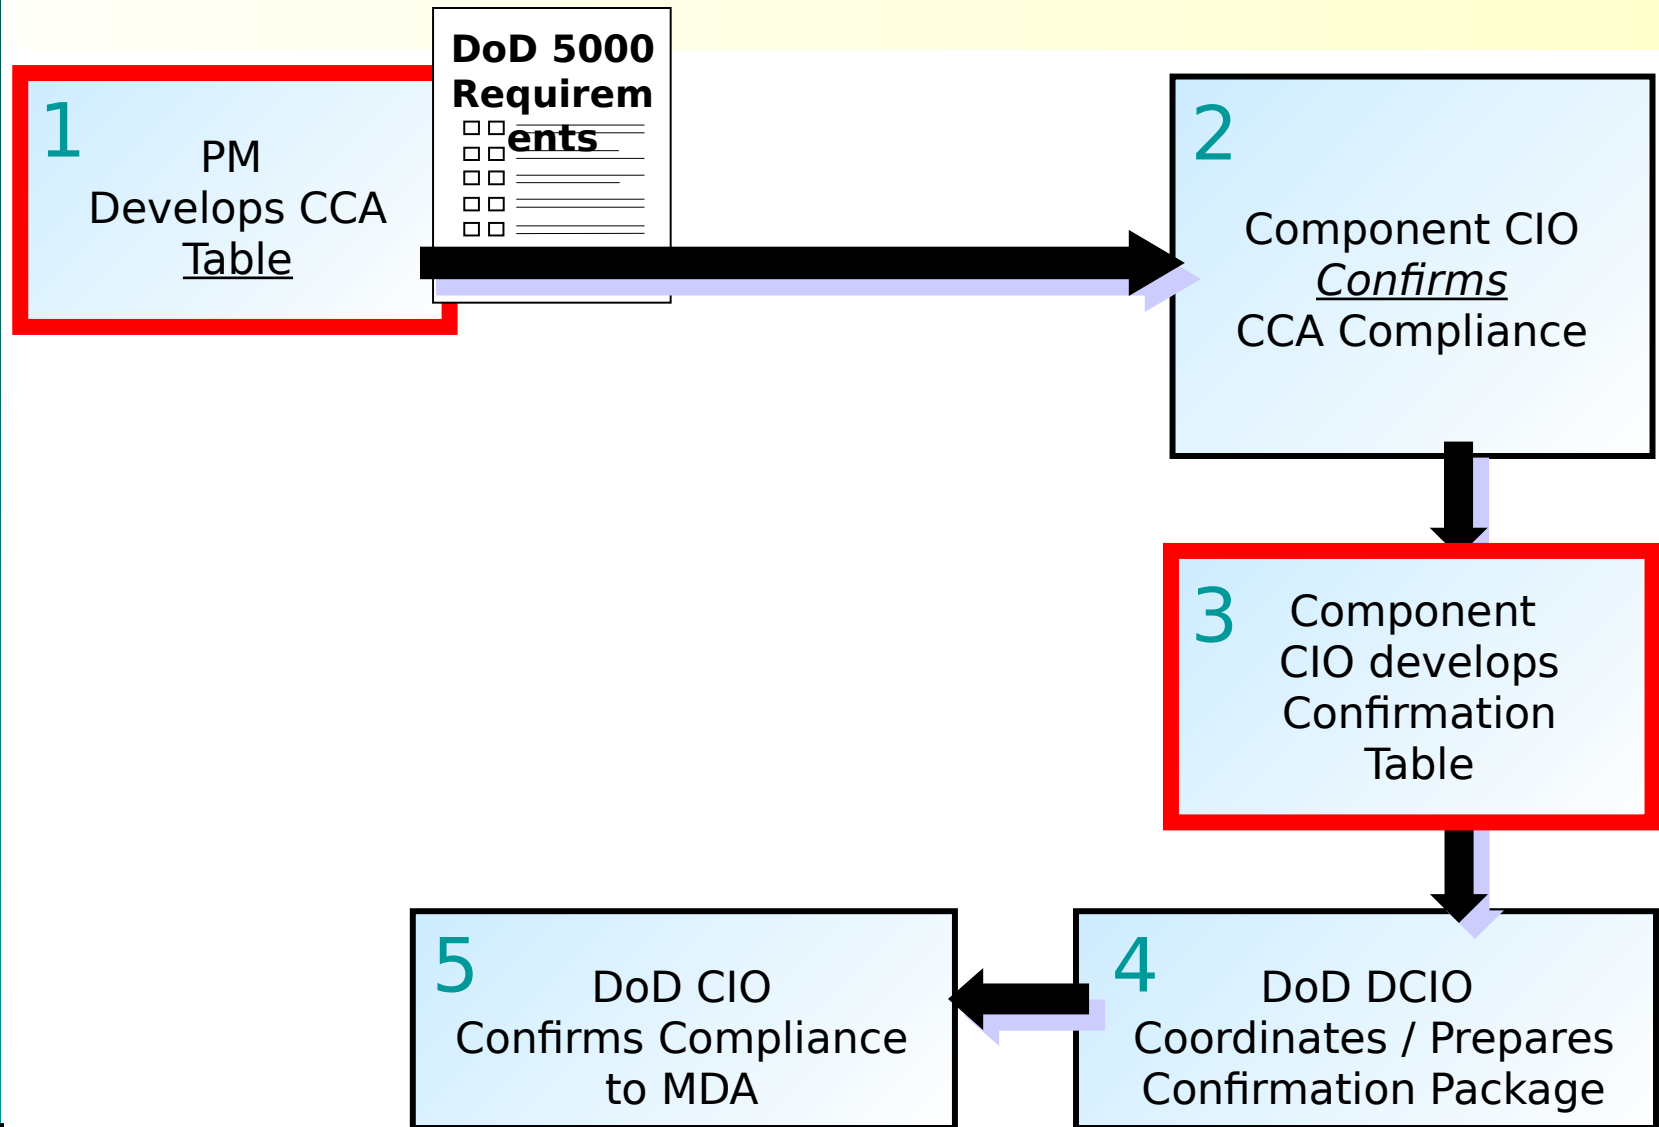 DoD 5000
Requirem
ents
1
PM
Develops CCA
Table
2
Component CIO
Confirms
CCA Compliance
3
Component
CIO develops
Confirmation
Table
5
DoD CIO
Confirms Compliance
to MDA
4
DoD DCIO
Coordinates / Prepares
Confirmation Package